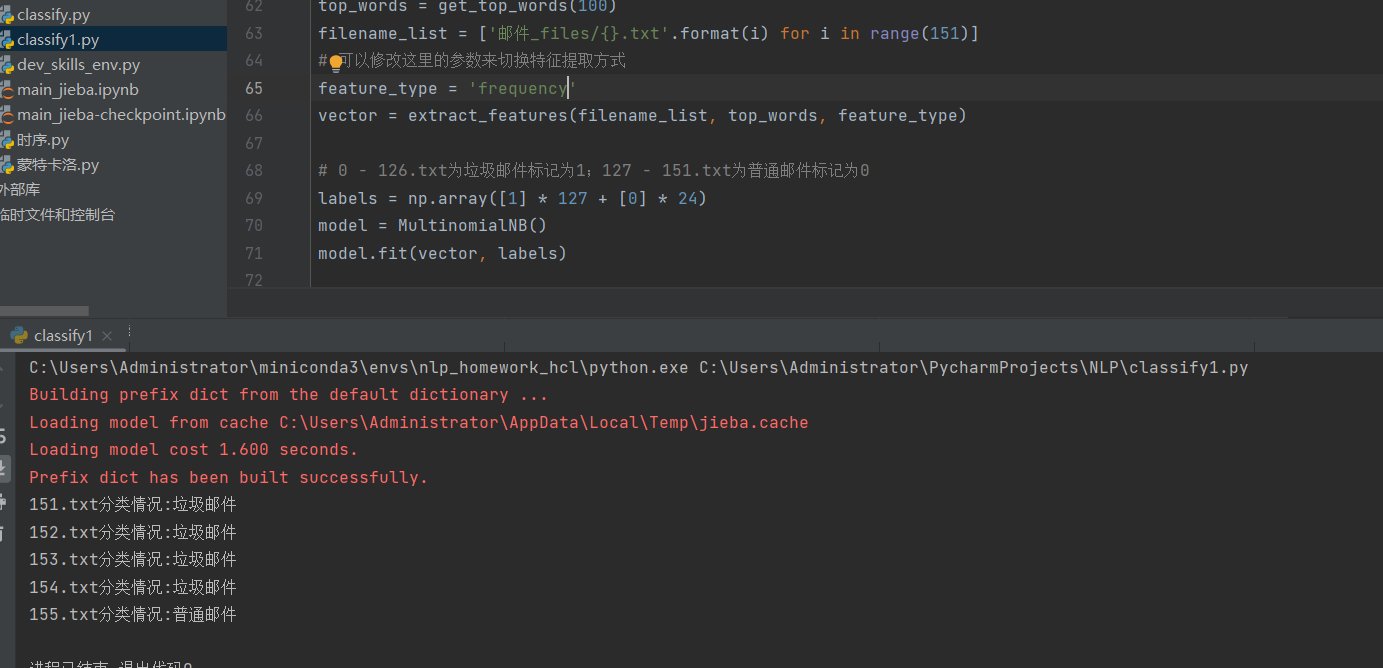 classify.py
classify1.py
dev_skills_env.py
main_jieba.ipynb
main_jieba-checkpoint.ipynb
时序.py
蒙特卡洛.py
外部库
临时文件和控制台
62 top_words = get_top_words(100)
63 filename_list = ['邮件_files/{}.txt'.format(i) for i in range(151)]
64 # 可以修改这里的参数来切换特征提取方式
65 feature_type = 'frequency'
66 vector = extract_features(filename_list, top_words, feature_type)
67
68 # 0 - 126.txt为垃圾邮件标记为1；127 - 151.txt为普通邮件标记为0
69 labels = np.array([1] * 127 + [0] * 24)
70 model = MultinomialNB()
71 model.fit(vector, labels)
72
classify1
C:\Users\Administrator\miniconda3\envs\nlp_homework_hcl\python.exe C:\Users\Administrator\PycharmProjects\NLP\classify1.py
Building prefix dict from the default dictionary ...
Loading model from cache C:\Users\Administrator\AppData\Local\Temp\jieba.cache
Loading model cost 1.600 seconds.
Prefix dict has been built successfully.
151.txt分类情况:垃圾邮件
152.txt分类情况:垃圾邮件
153.txt分类情况:垃圾邮件
154.txt分类情况:垃圾邮件
155.txt分类情况:普通邮件
进程已结束,退出代码0